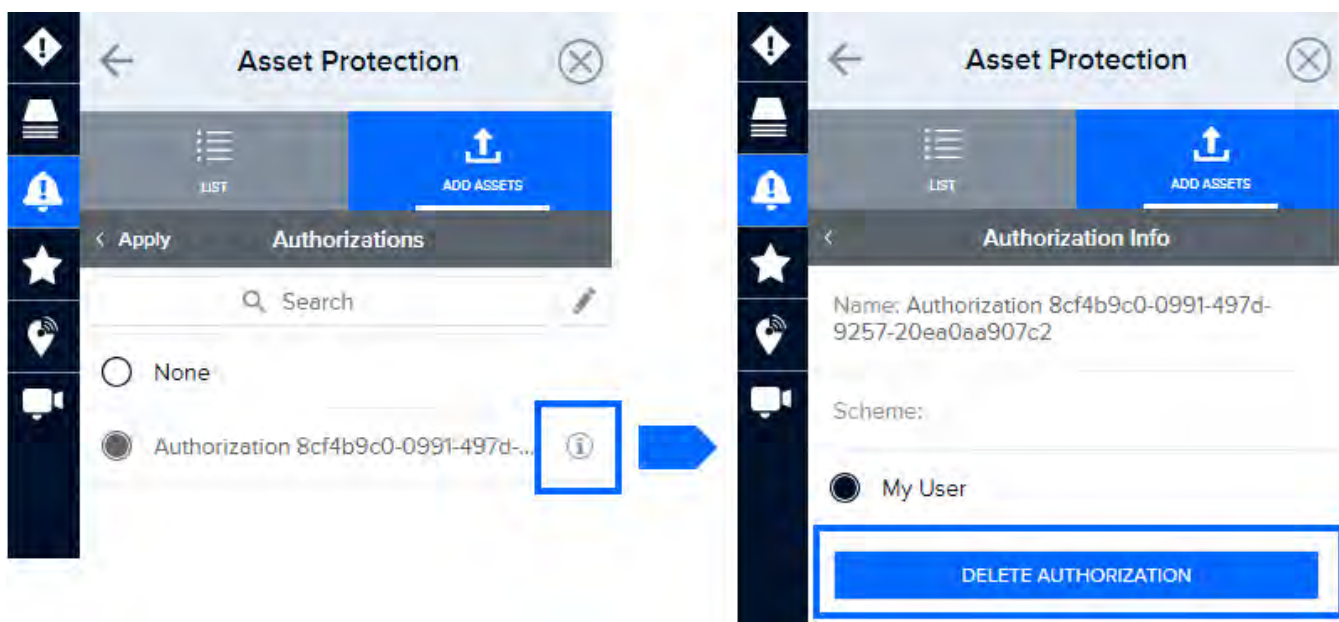 Asset Protection
LIST
ADD ASSETS
< Apply Authorizations
Search
None
Authorization 8cf4b9c0-0991-497d-...
Asset Protection
LIST
ADD ASSETS
< Authorization Info
Name: Authorization 8cf4b9c0-0991-497d-
9257-20ea0aa907c2
Scheme:
My User
DELETE AUTHORIZATION